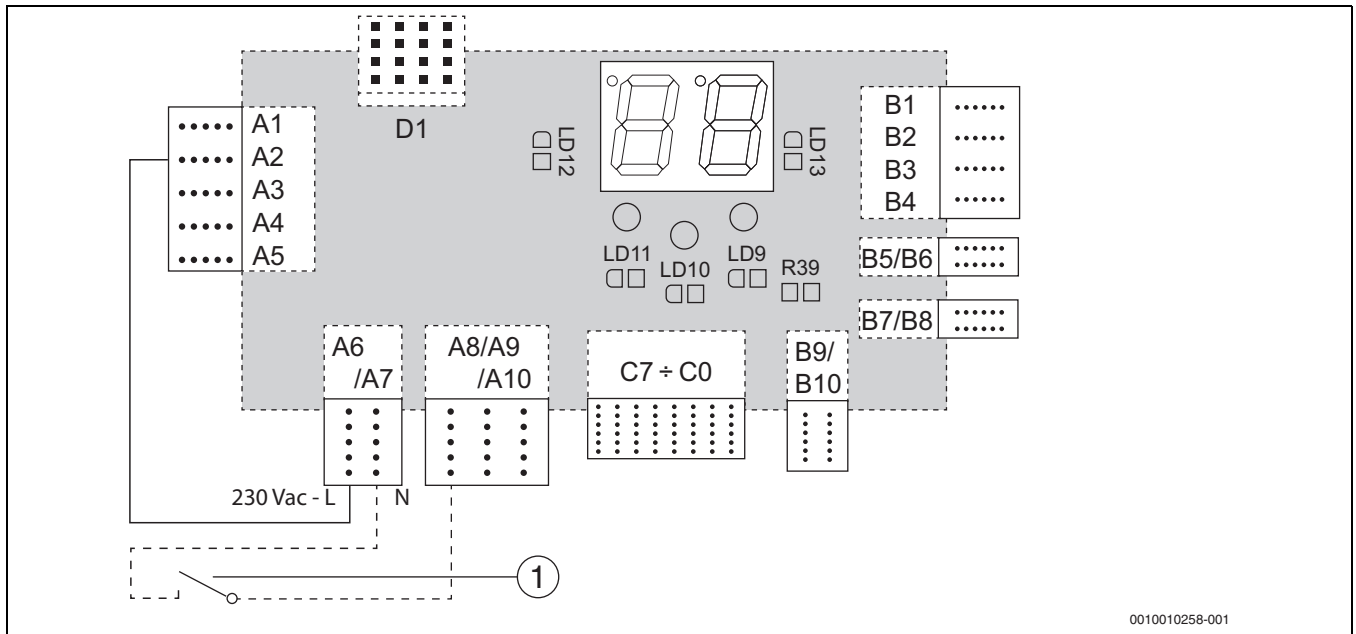 D1
A1
A2
A3
A4
A5
LD12
LD13
B1
B2
B3
B4
LD11
LD10
LD9
R39
B5/B6
B7/B8
A6
/A7
A8/A9
/A10
C7 ÷ C0
B9/
B10
230 Vac - L
N
1
0010010258-001